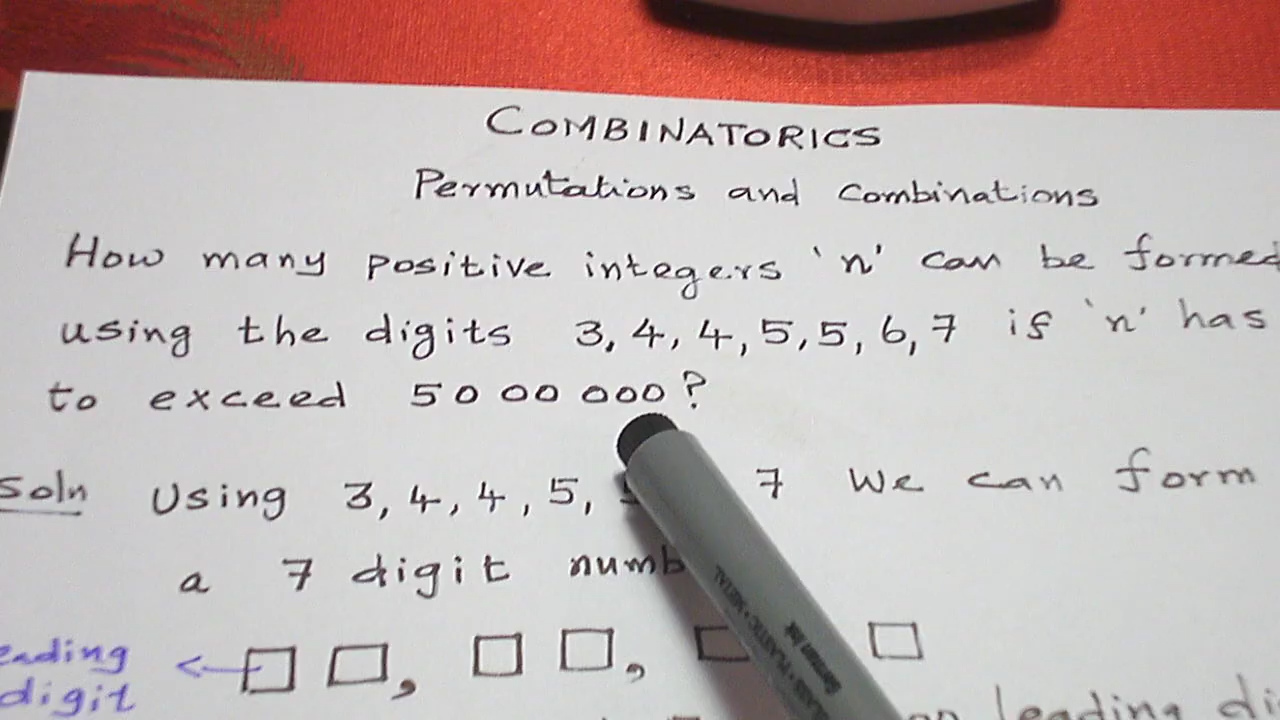 COMBINATORICS
Permutations and Combinations
How many positive integers 'n' can be formed
using the digits 3, 4, 4, 5, 5, 6, 7 if 'n' has
to exceed 50 00 000?
Soln Using 3, 4, 4, 5, 7 We can form
a 7 digit
digit
leading di